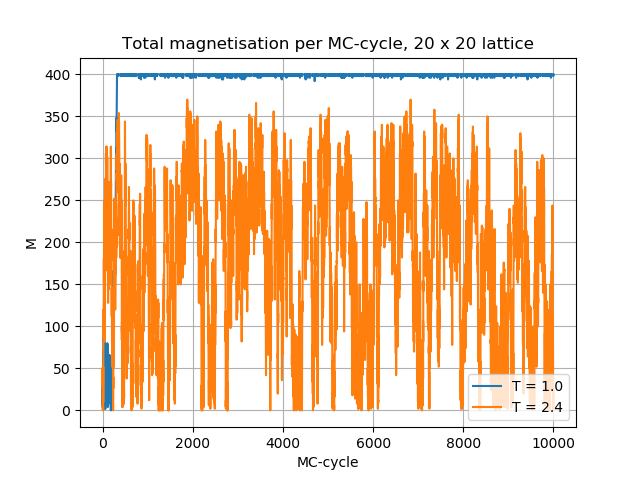 Total magnetisation per MC-cycle, 20 x 20 lattice
400
350
300
250
200
150
100
50
0
M
T = 1.0
T = 2.4
0 2000 4000 6000 8000 10000
MC-cycle